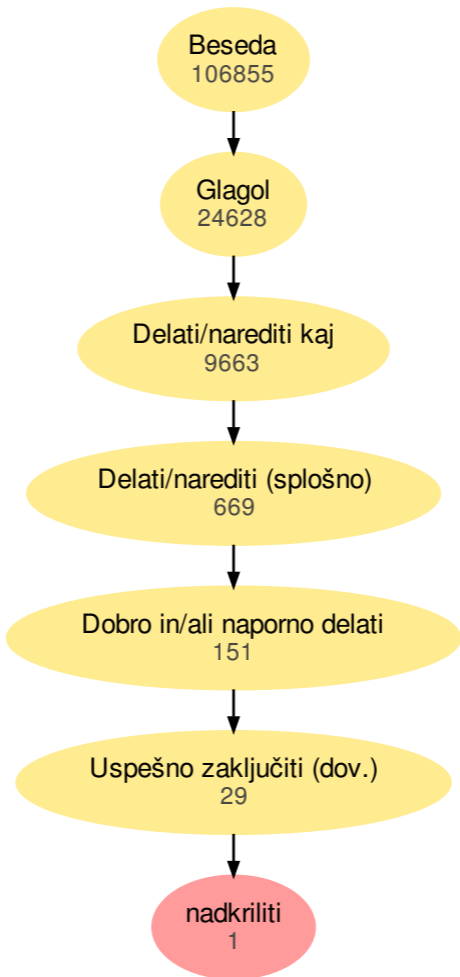 Beseda
106855
Glagol
24628
Delati/narediti kaj
9663
Delati/narediti (splošno)
669
Dobro in/ali naporno delati
151
Uspešno zaključiti (dov.)
29
nadkriliti
1